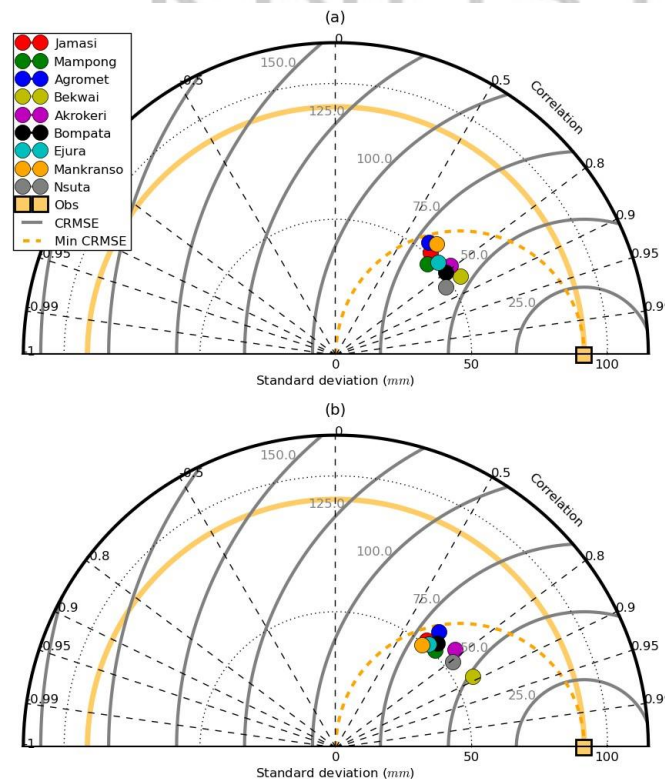 (a)
Jamasi
Mampong
Agromet
Bekwai
Akrokeri
Bompata
Ejura
Mankranso
Nsuta
Obs
CRMSE
Min CRMSE
-0.95
-0.99
-1
-0.5
0
0.5
Correlation
0.8
0.9
0.95
0.99
150.0
125.0
100.0
75.0
50.0
25.0
0 50 100
Standard deviation (mm)
(b)
-1
-0.99
-0.95
-0.9
-0.8
-0.5
0
0.5
Correlation
0.8
0.9
0.95
0.99
150.0
125.0
100.0
75.0
50.0
25.0
0 50 100
Standard deviation (mm)